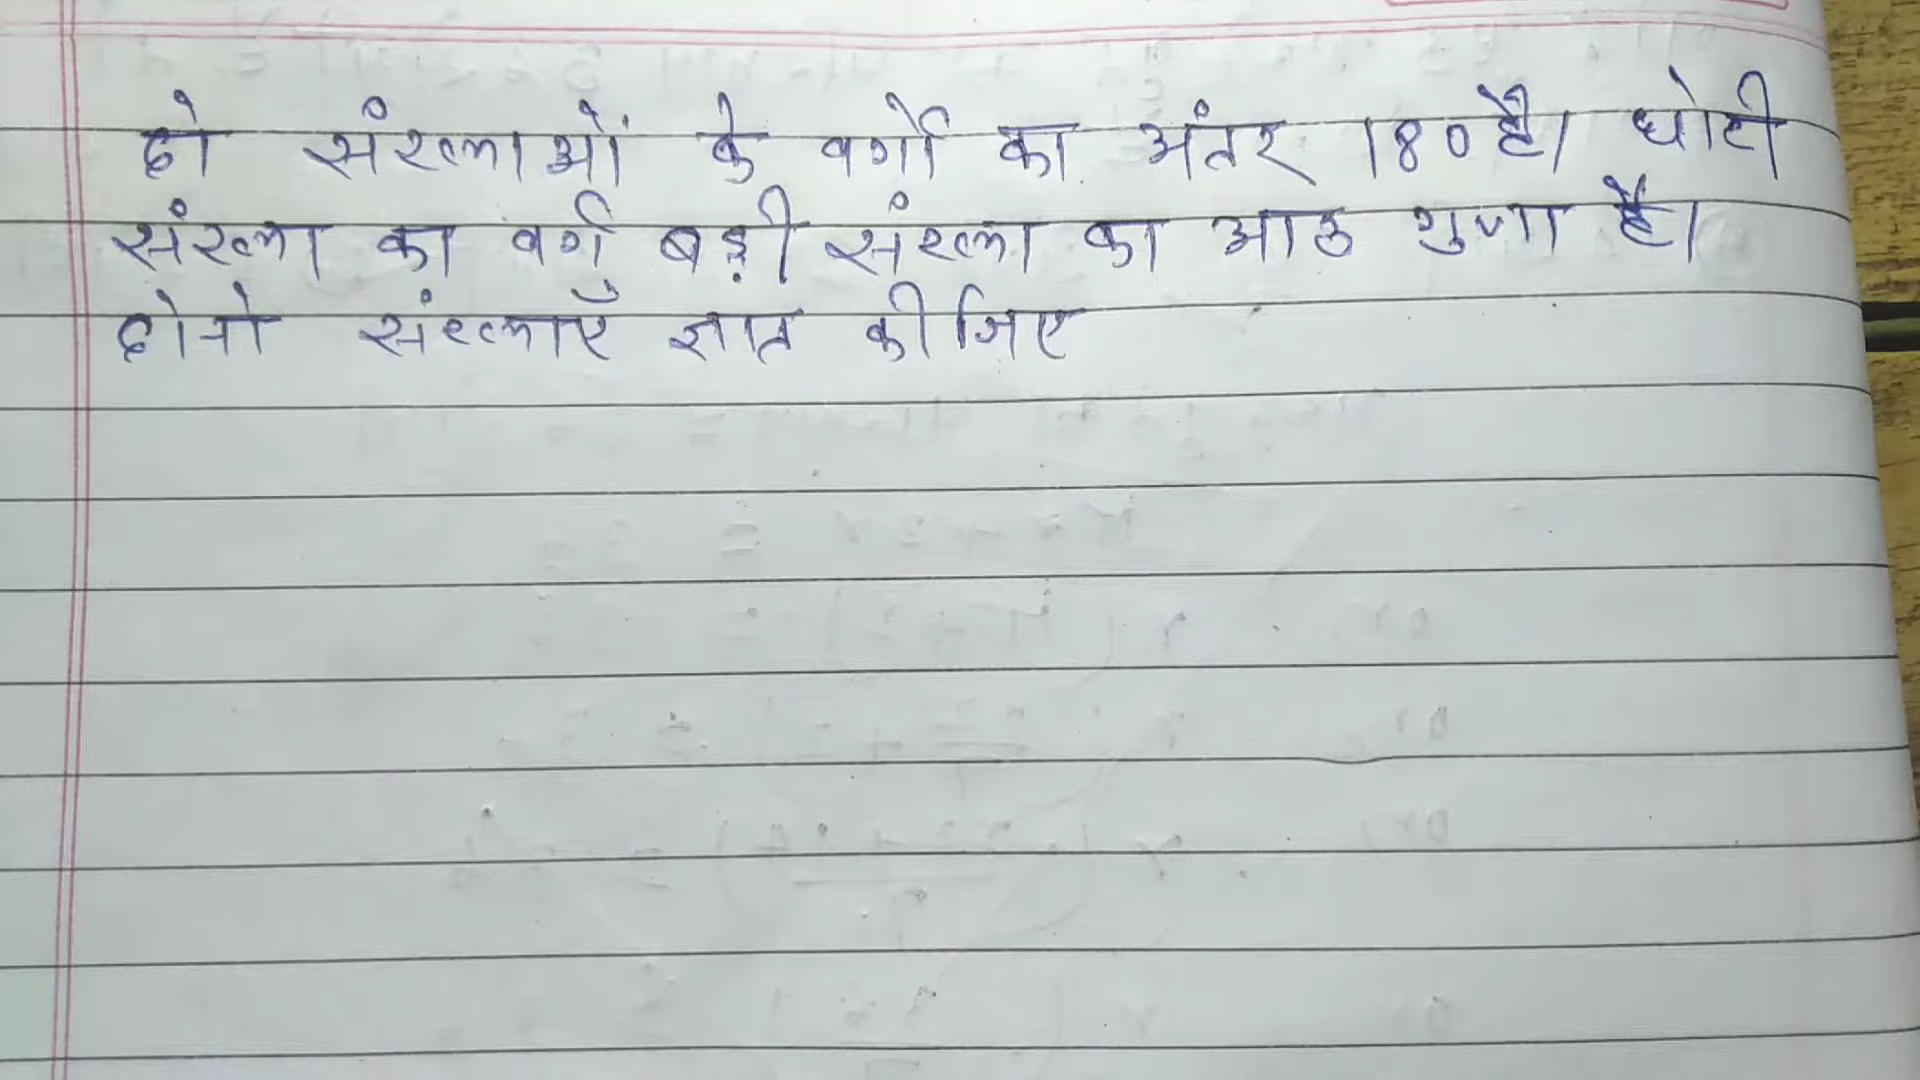 दो संख्याओं के वर्गो का अंतर 180 है। छोटी
संख्या का वर्ग बड़ी संख्या का आठ गुणा है।
दोनो संख्याएँ ज्ञात कीजिए